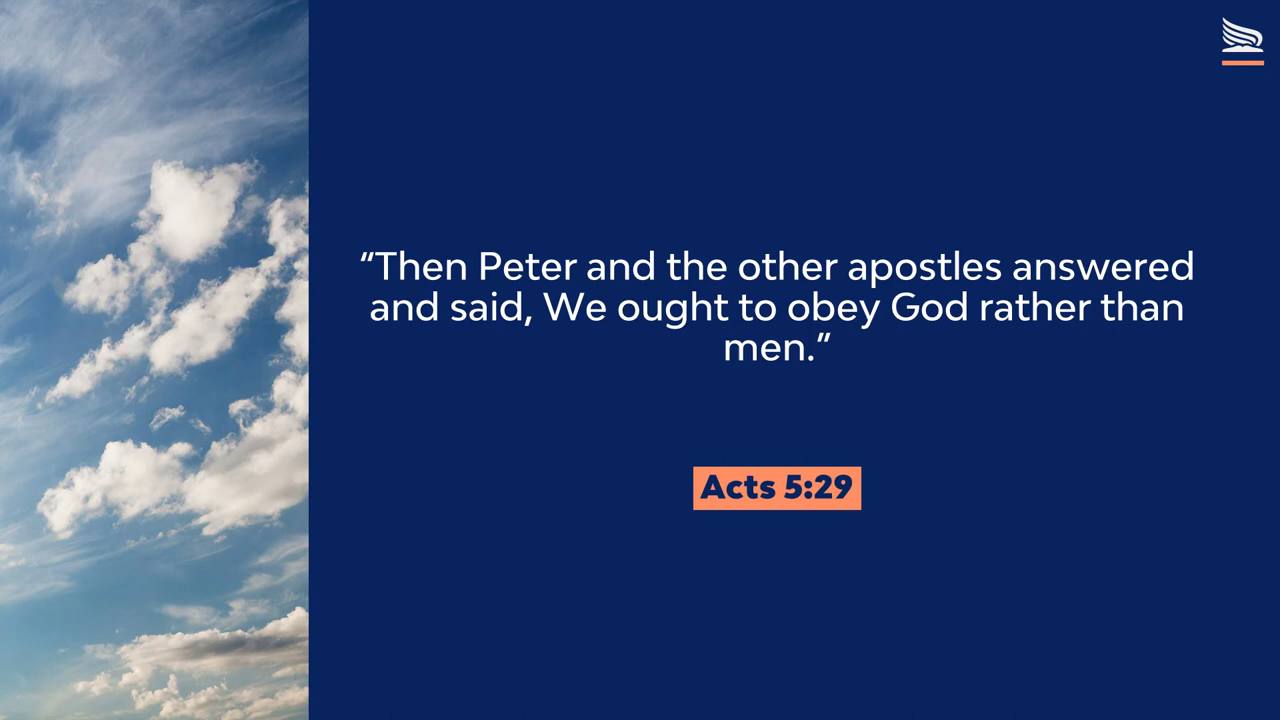 “Then Peter and the other apostles answered
and said, We ought to obey God rather than
men.”
Acts 5:29